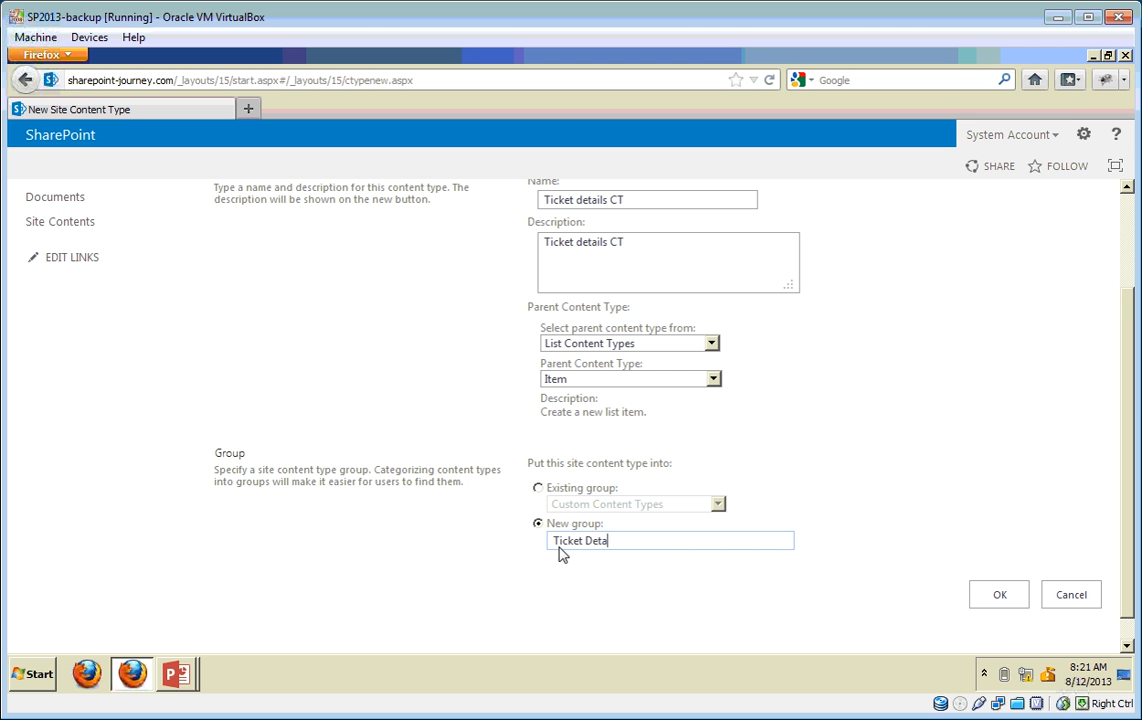 SP2013-backup [Running] - Oracle VM VirtualBox
Machine Devices Help
Firefox
sharepoint-journey.com/_layouts/15/start.aspx#/_layouts/15/ctypenew.aspx
Google
New Site Content Type
SharePoint
System Account
?
SHARE FOLLOW
Documents
Site Contents
EDIT LINKS
Type a name and description for this content type. The
description will be shown on the new button.
Name:
Ticket details CT
Description:
Ticket details CT
Parent Content Type:
Select parent content type from:
List Content Types
Parent Content Type:
Item
Description:
Create a new list item.
Group
Specify a site content type group. Categorizing content types
into groups will make it easier for users to find them.
Put this site content type into:
Existing group:
Custom Content Types
New group:
Ticket Deta
OK Cancel
Start
8:21 AM
8/12/2013
Right Ctrl